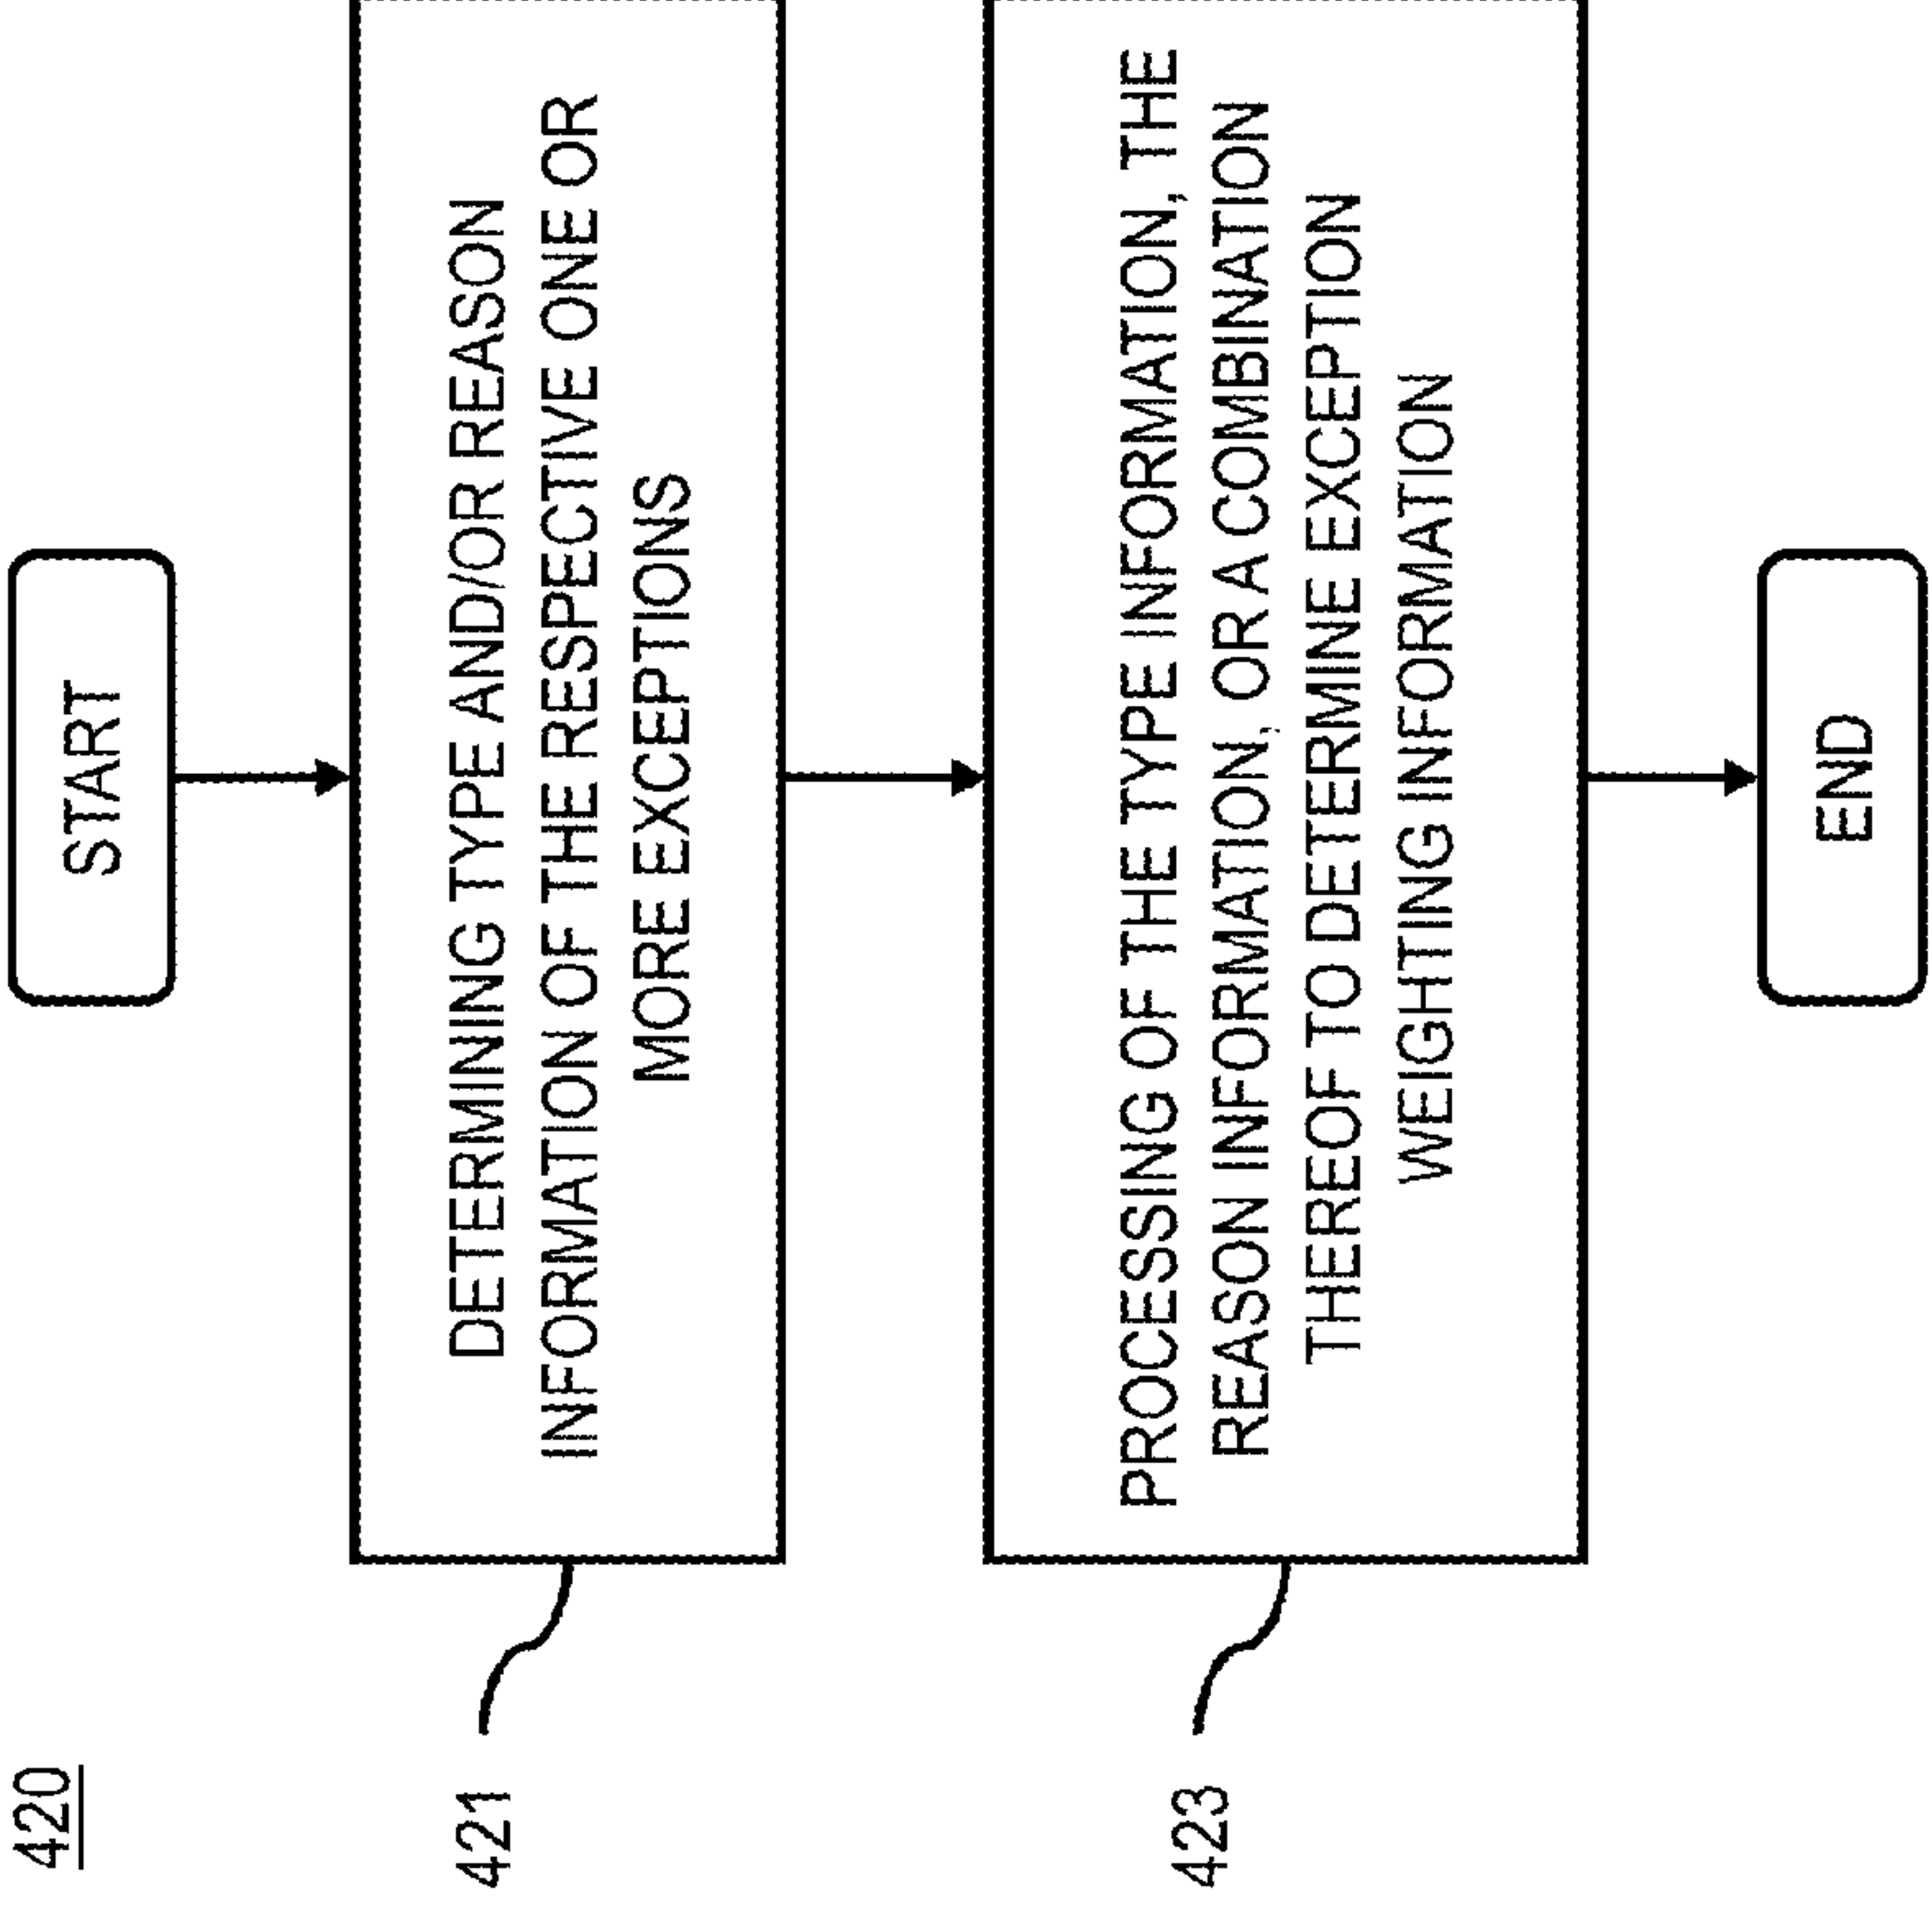 420
START
421
DETERMINING TYPE AND/OR REASON
INFORMATION OF THE RESPECTIVE ONE OR
MORE EXCEPTIONS
423
PROCESSING OF THE TYPE INFORMATION, THE
REASON INFORMATION, OR A COMBINATION
THEREOF TO DETERMINE EXCEPTION
WEIGHTING INFORMATION
END